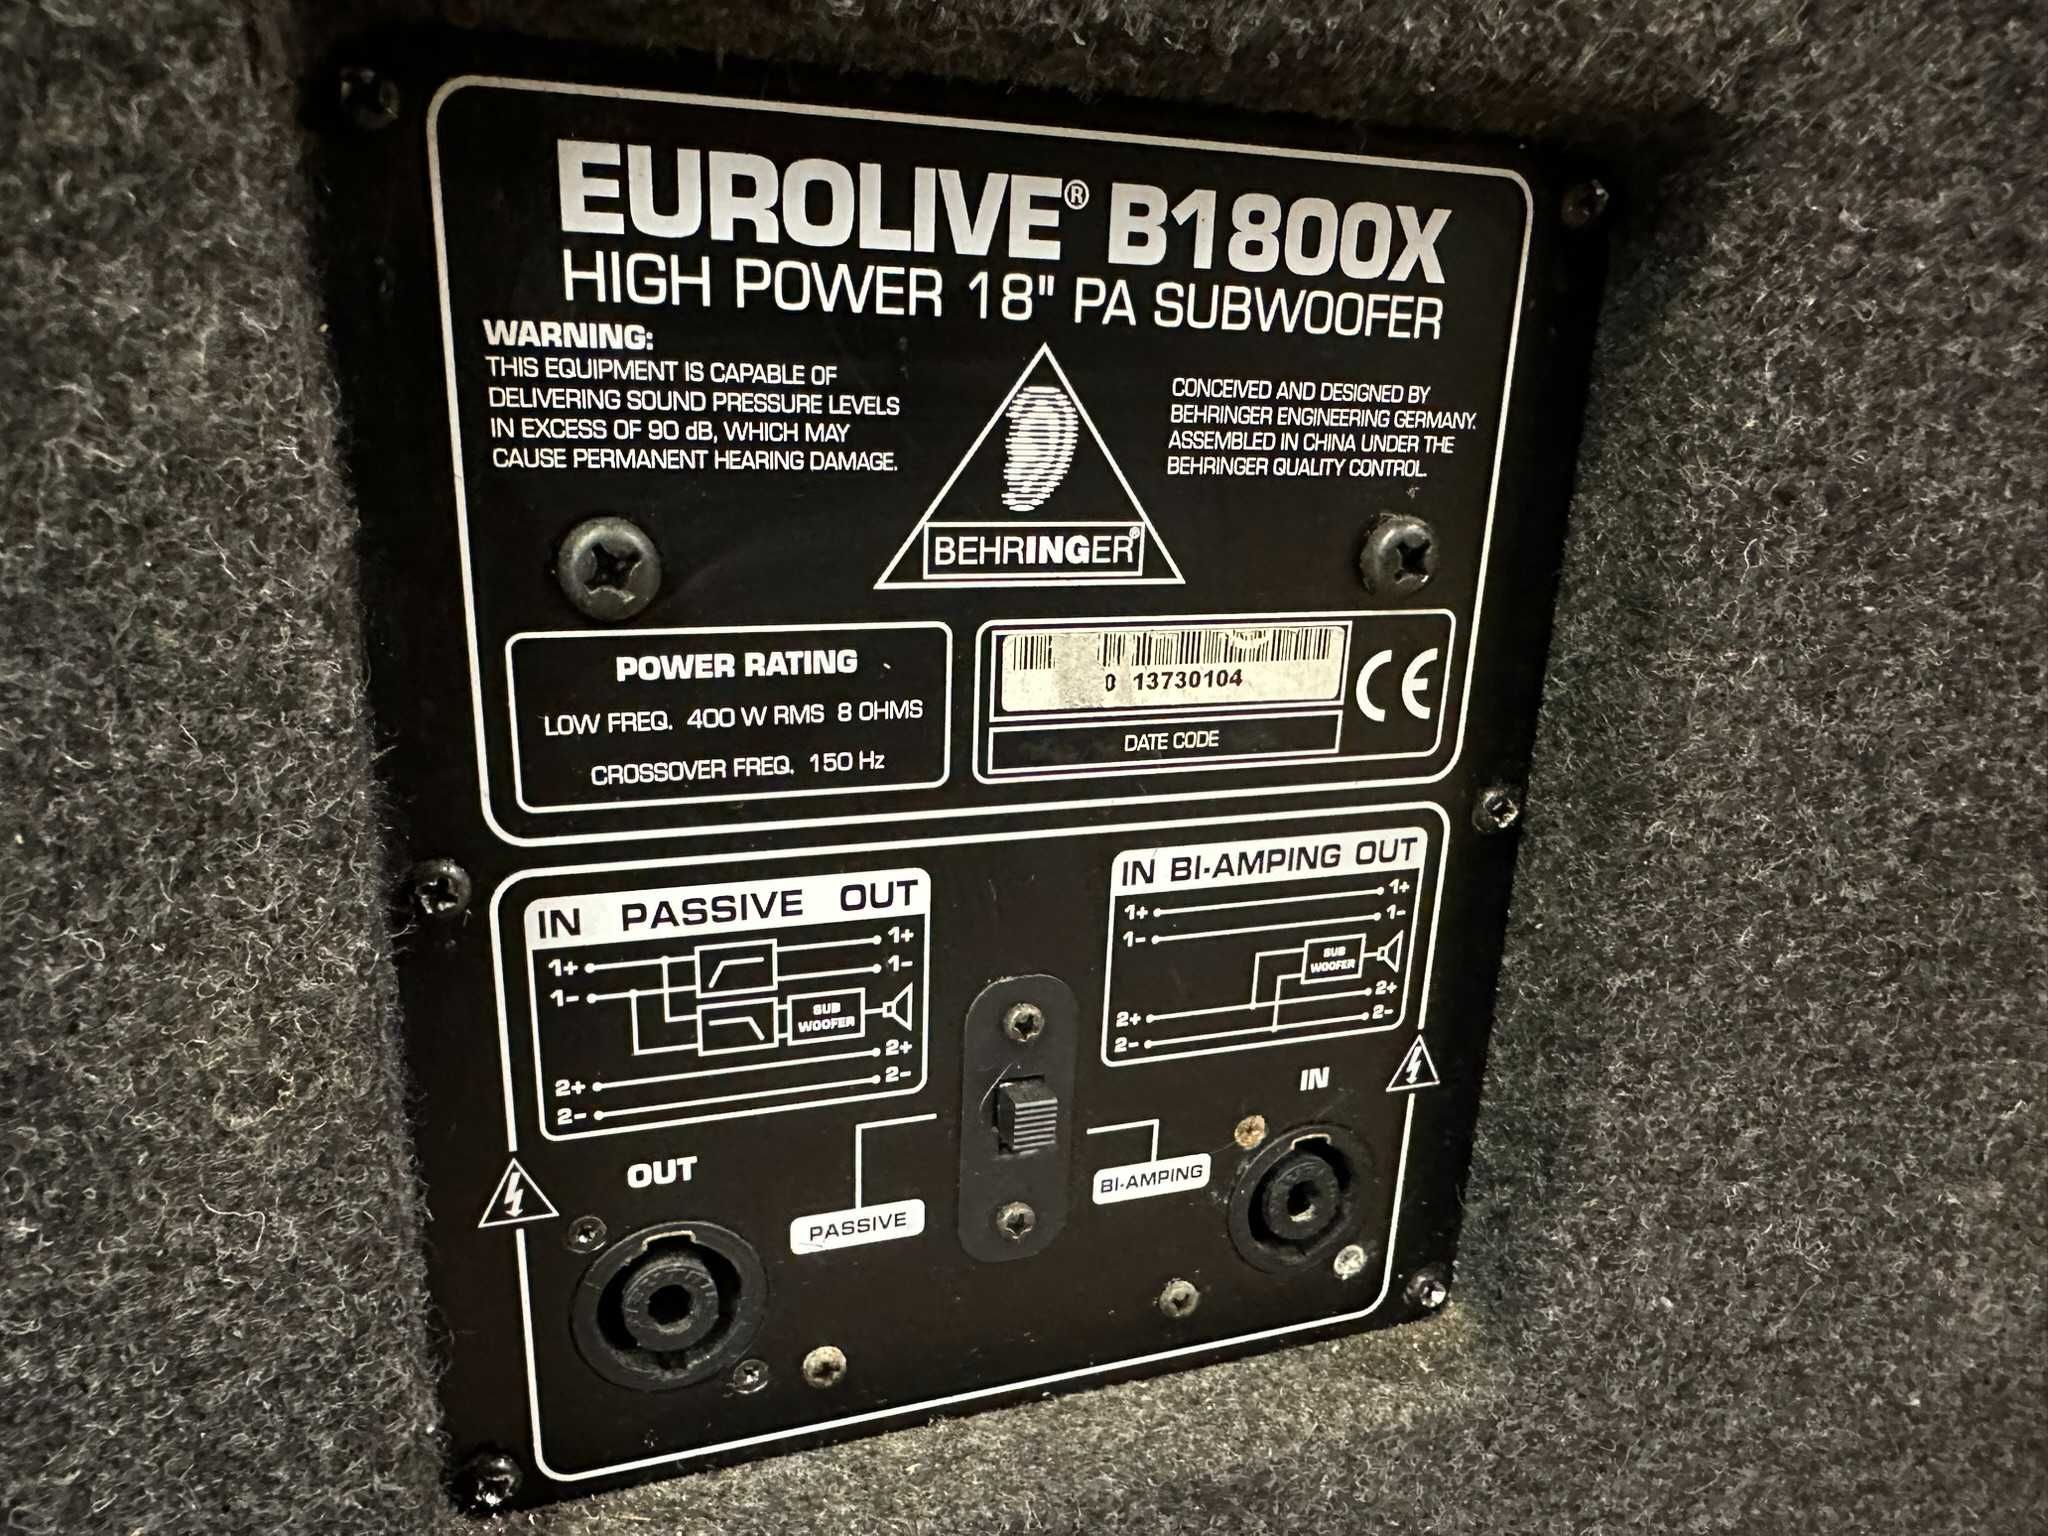 EUROLIVE® B1800X
HIGH POWER 18" PA SUBWOOFER
WARNING:
THIS EQUIPMENT IS CAPABLE OF
DELIVERING SOUND PRESSURE LEVELS
IN EXCESS OF 90 dB, WHICH MAY
CAUSE PERMANENT HEARING DAMAGE.
BEHRINGER®
CONCEIVED AND DESIGNED BY
BEHRINGER ENGINEERING GERMANY.
ASSEMBLED IN CHINA UNDER THE
BEHRINGER QUALITY CONTROL.
POWER RATING
LOW FREQ. 400 W RMS 8 OHMS
CROSSOVER FREQ. 150 Hz
0 13730104
DATE CODE
CE
IN PASSIVE OUT
1+ 1+
1- 1-
SUB
WOOFER
2+ 2+
2- 2-
IN BI-AMPING OUT
1+ 1+
1- 1-
SUB
WOOFER
2+ 2+
2- 2-
OUT
PASSIVE
BI-AMPING
IN